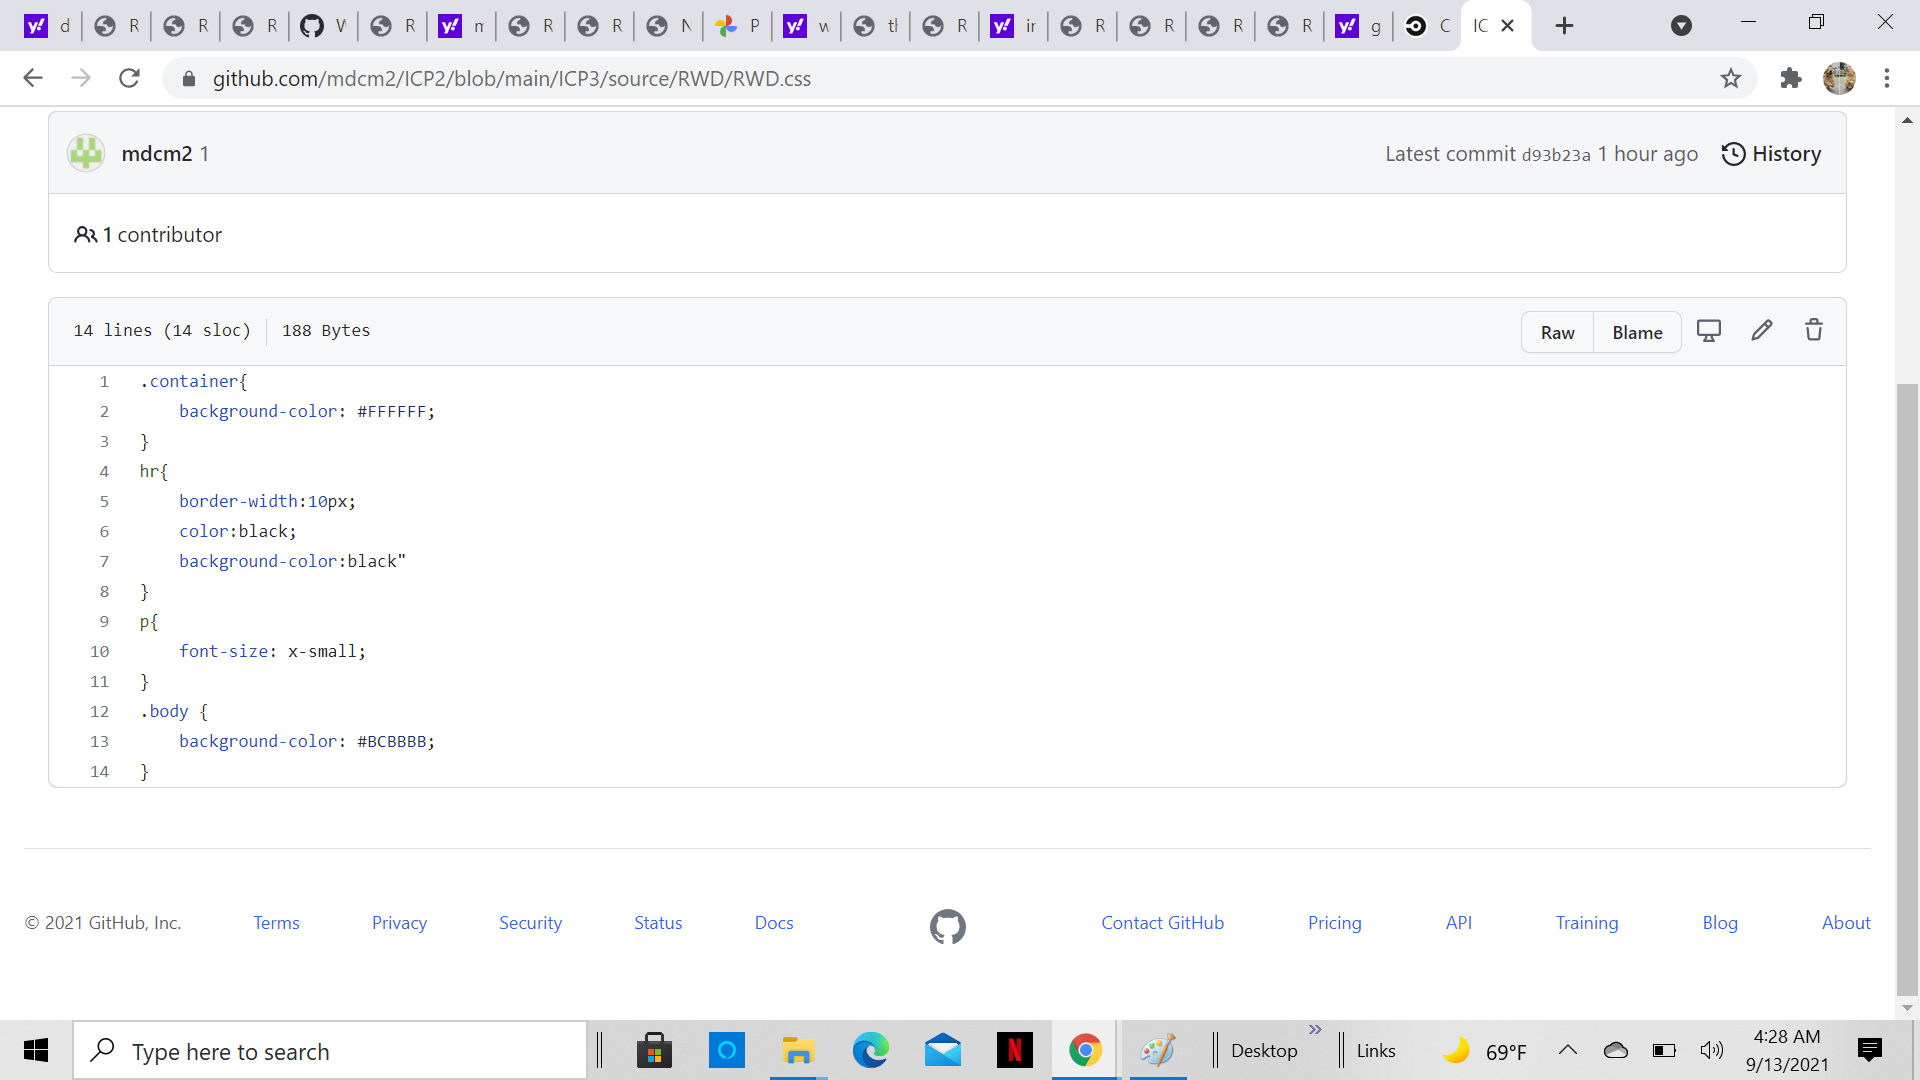 d R R R W R m R R N P w th R in R R R R g C IC
github.com/mdcm2/ICP2/blob/main/ICP3/source/RWD/RWD.css
mdcm2 1
Latest commit d93b23a 1 hour ago History
1 contributor
14 lines (14 sloc) 188 Bytes
Raw Blame
1 .container{
2 background-color: #FFFFFF;
3 }
4 hr{
5 border-width:10px;
6 color:black;
7 background-color:black"
8 }
9 p{
10 font-size: x-small;
11 }
12 .body {
13 background-color: #BCBBBB;
14 }
© 2021 GitHub, Inc. Terms Privacy Security Status Docs Contact GitHub Pricing API Training Blog About
Type here to search
Desktop
Links
69°F
4:28 AM
9/13/2021